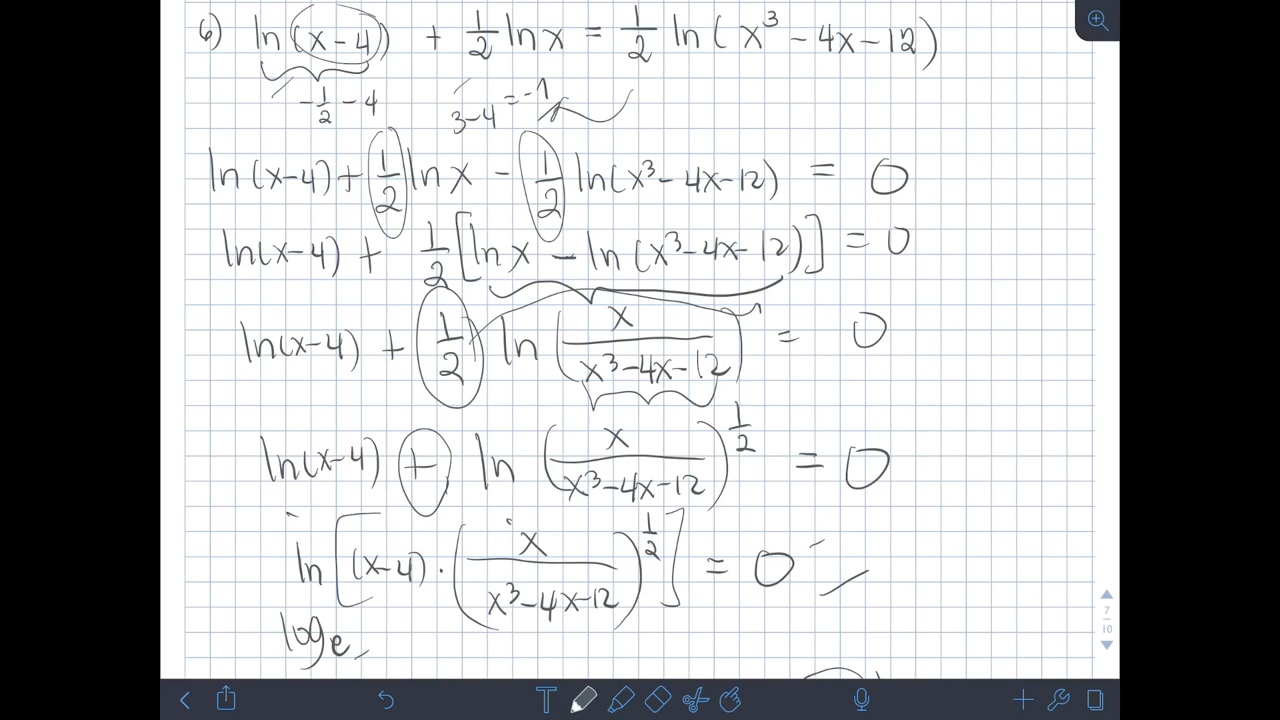 6) ln(x-4) + 1/2 ln x = 1/2 ln(x³ - 4x - 12)
-1/2 - 4 3-4 = -1
ln(x-4) + 1/2 ln x - 1/2 ln(x³ - 4x - 12) = 0
ln(x-4) + 1/2 [ln x - ln(x³ - 4x - 12)] = 0
ln(x-4) + 1/2 ln(x/(x³ - 4x - 12)) = 0
ln(x-4) + ln(x/(x³ - 4x - 12))^(1/2) = 0
ln[(x-4) · (x/(x³ - 4x - 12))^(1/2)] = 0
logₑ
7/10
T